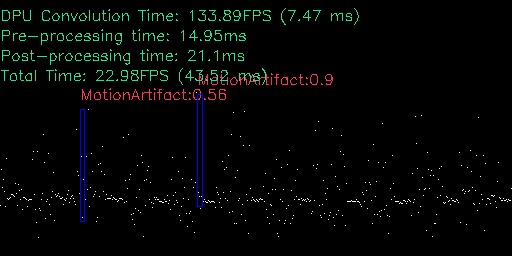 DPU Convolution Time: 133.89FPS (7.47 ms)
Pre-processing time: 14.95ms
Post-processing time: 21.1ms
Total Time: 22.98FPS (43.52 ms)
MotionArtifact:0.9
MotionArtifact:0.56